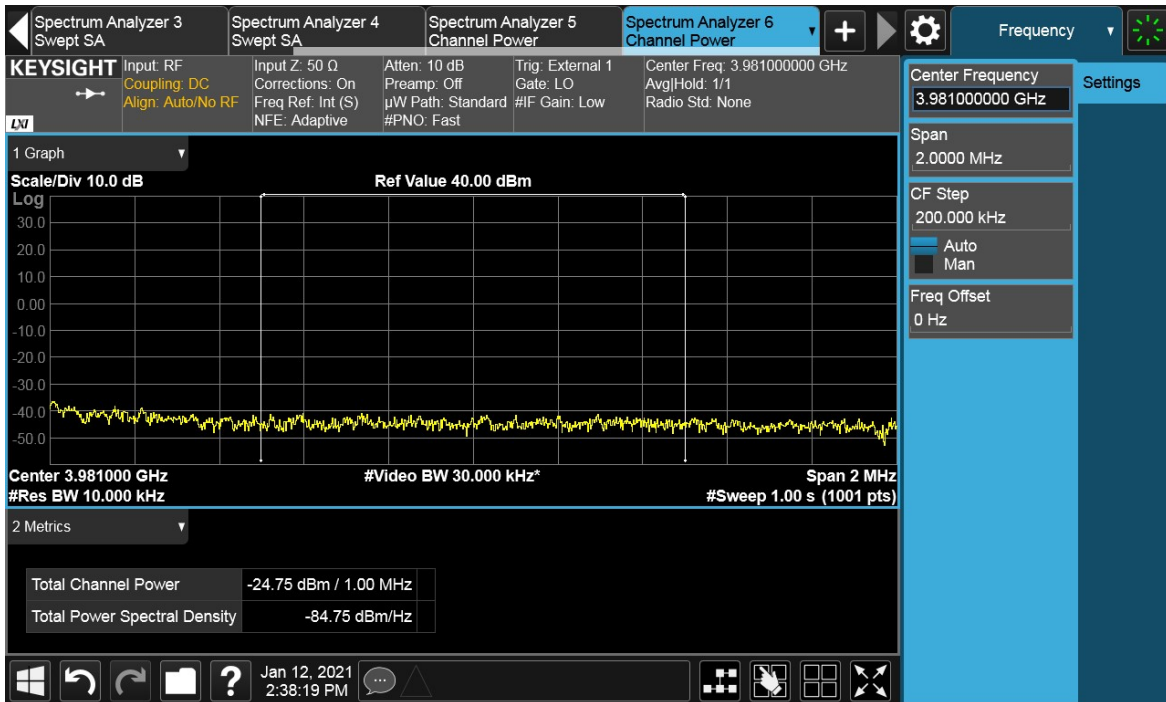 Spectrum Analyzer 3
Swept SA
Spectrum Analyzer 4
Swept SA
Spectrum Analyzer 5
Channel Power
Spectrum Analyzer 6
Channel Power
Frequency
KEYSIGHT
LXI
Input: RF
Coupling: DC
Align: Auto/No RF
Input Z: 50 Ω
Corrections: On
Freq Ref: Int (S)
NFE: Adaptive
Atten: 10 dB
Preamp: Off
µW Path: Standard
#PNO: Fast
Trig: External 1
Gate: LO
#IF Gain: Low
Center Freq: 3.981000000 GHz
Avg|Hold: 1/1
Radio Std: None
Center Frequency
3.981000000 GHz
Settings
Span
2.0000 MHz
CF Step
200.000 kHz
Auto
Man
Freq Offset
0 Hz
1 Graph
Scale/Div 10.0 dB
Ref Value 40.00 dBm
Log
30.0
20.0
10.0
0.00
-10.0
-20.0
-30.0
-40.0
-50.0
Center 3.981000 GHz
#Video BW 30.000 kHz*
Span 2 MHz
#Res BW 10.000 kHz
#Sweep 1.00 s (1001 pts)
2 Metrics
Total Channel Power -24.75 dBm / 1.00 MHz
Total Power Spectral Density -84.75 dBm/Hz
?
Jan 12, 2021
2:38:19 PM